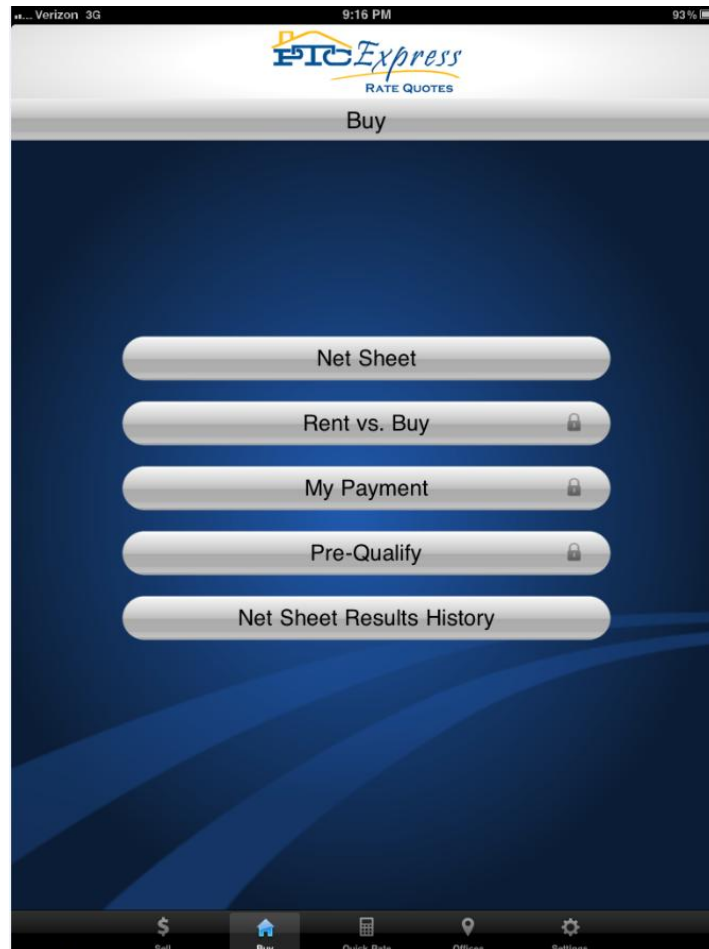 Verizon 3G 9:16 PM 93%
PTC Express
RATE QUOTES
Buy
Net Sheet
Rent vs. Buy
My Payment
Pre-Qualify
Net Sheet Results History
Sell Buy Quick Rate Offices Settings